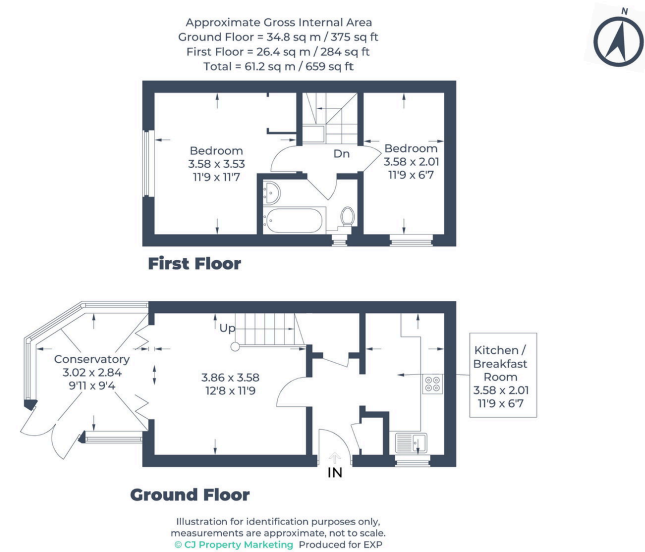 Approximate Gross Internal Area
Ground Floor = 34.8 sq m / 375 sq ft
First Floor = 26.4 sq m / 284 sq ft
Total = 61.2 sq m / 659 sq ft
N
Bedroom
3.58 x 3.53
11'9 x 11'7
Dn
Bedroom
3.58 x 2.01
11'9 x 6'7
First Floor
Conservatory
3.02 x 2.84
9'11 x 9'4
Up
3.86 x 3.58
12'8 x 11'9
Kitchen /
Breakfast
Room
3.58 x 2.01
11'9 x 6'7
IN
Ground Floor
Illustration for identification purposes only,
measurements are approximate, not to scale.
© CJ Property Marketing Produced for EXP